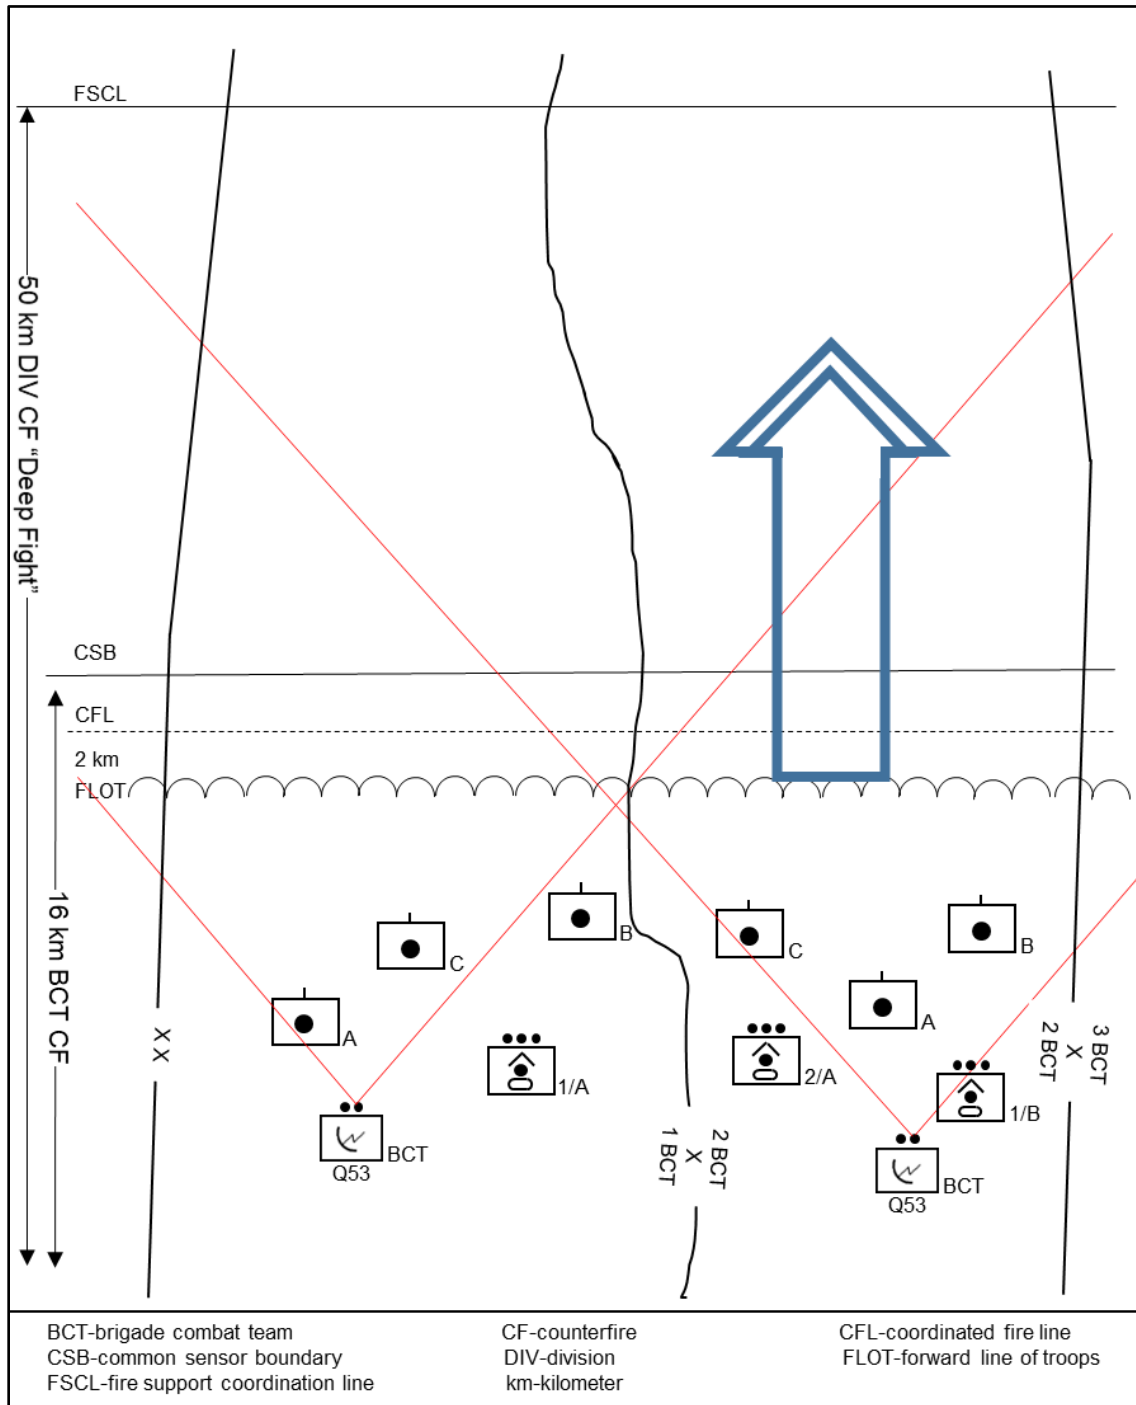 FSCL
50 km DIV CF “Deep Fight”
CSB
CFL
2 km
FLOT
16 km BCT CF
C
B
A
C
B
A
X X
1/A
2/A
1/B
BCT
Q53
BCT
Q53
2 BCT
X
1 BCT
3 BCT
X
2 BCT
BCT-brigade combat team
CF-counterfire
CFL-coordinated fire line
CSB-common sensor boundary
DIV-division
FLOT-forward line of troops
FSCL-fire support coordination line
km-kilometer